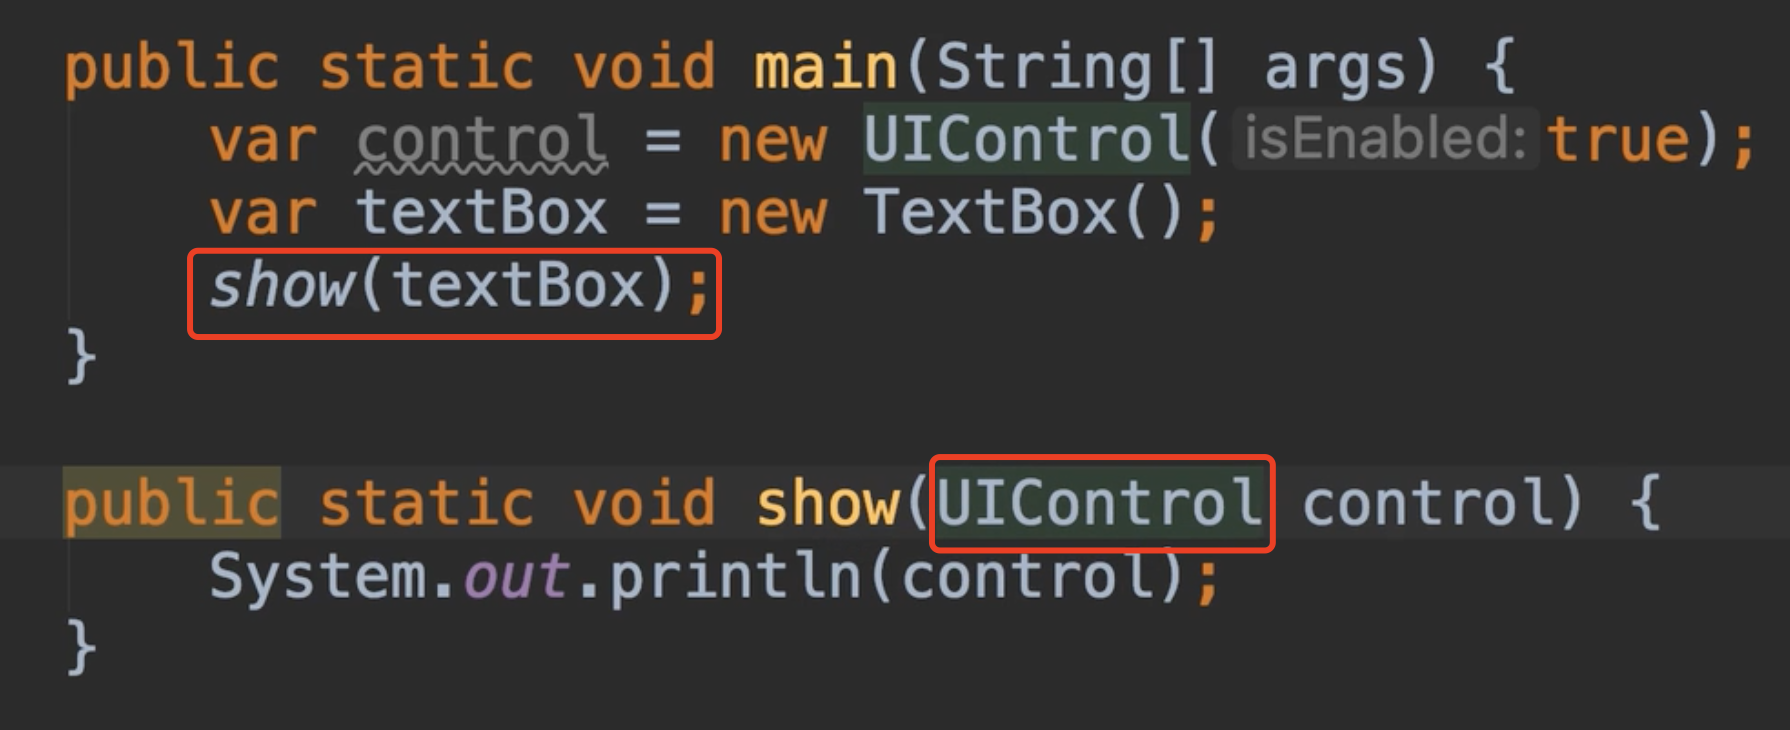 public static void main(String[] args) {
var control = new UIControl( isEnabled: true);
var textBox = new TextBox();
show(textBox);
}
public static void show(UIControl control) {
System.out.println(control);
}